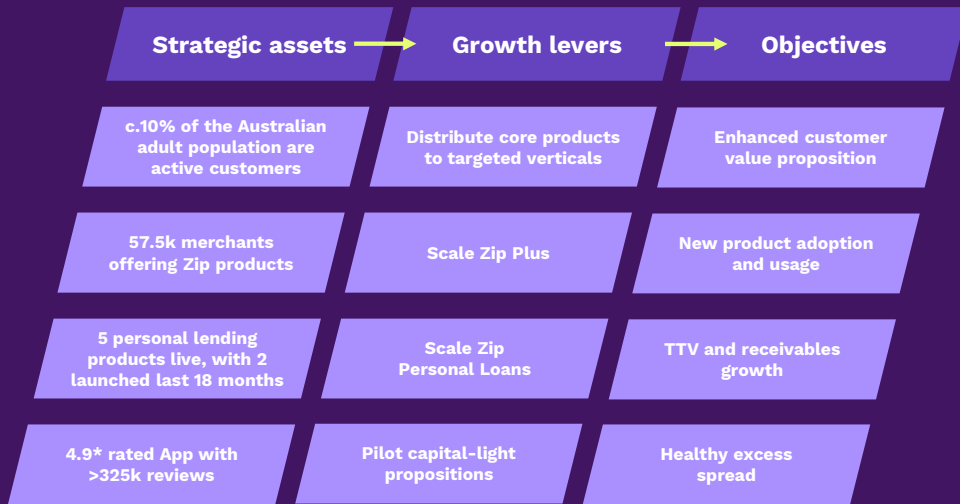 Strategic assets
Growth levers
Objectives
c.10% of the Australian
adult population are
active customers
Distribute core products
to targeted verticals
Enhanced customer
value proposition
57.5k merchants
offering Zip products
Scale Zip Plus
New product adoption
and usage
5 personal lending
products live, with 2
launched last 18 months
Scale Zip
Personal Loans
TTV and receivables
growth
4.9* rated App with
>325k reviews
Pilot capital-light
propositions
Healthy excess
spread